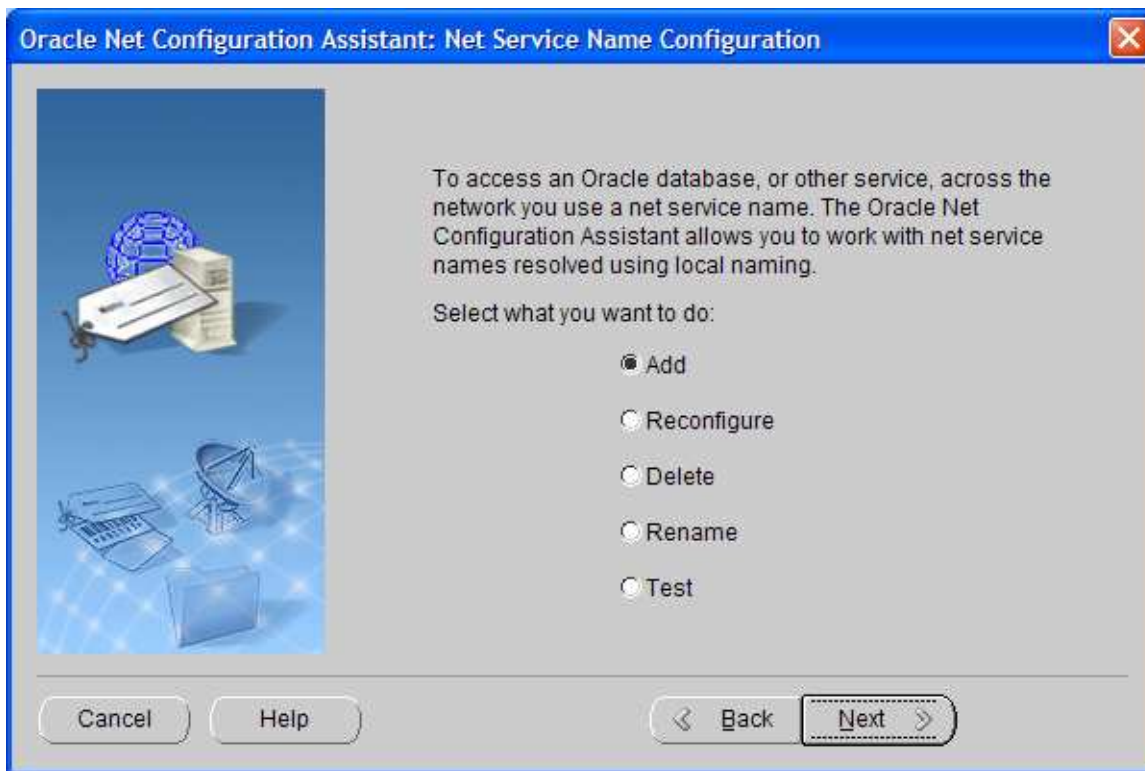 Oracle Net Configuration Assistant: Net Service Name Configuration
To access an Oracle database, or other service, across the
network you use a net service name. The Oracle Net
Configuration Assistant allows you to work with net service
names resolved using local naming.
Select what you want to do:
Add
Reconfigure
Delete
Rename
Test
Cancel
Help
Back
Next